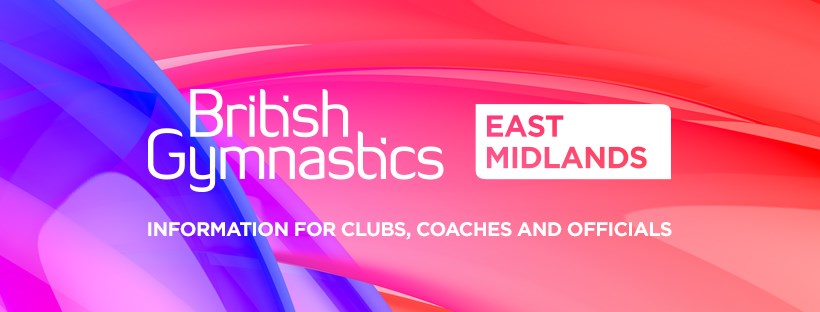 British
Gymnastics
EAST
MIDLANDS
INFORMATION FOR CLUBS, COACHES AND OFFICIALS